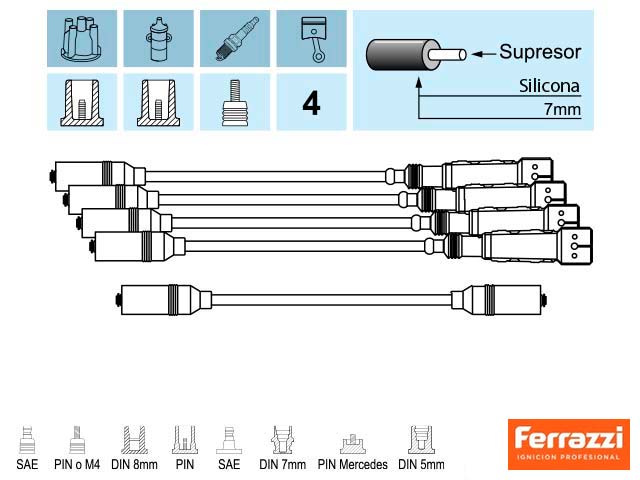 Supresor
Silicona
7mm
4
SAE PIN o M4 DIN 8mm PIN SAE DIN 7mm PIN Mercedes DIN 5mm
Ferrazzi
IGNICION PROFESIONAL